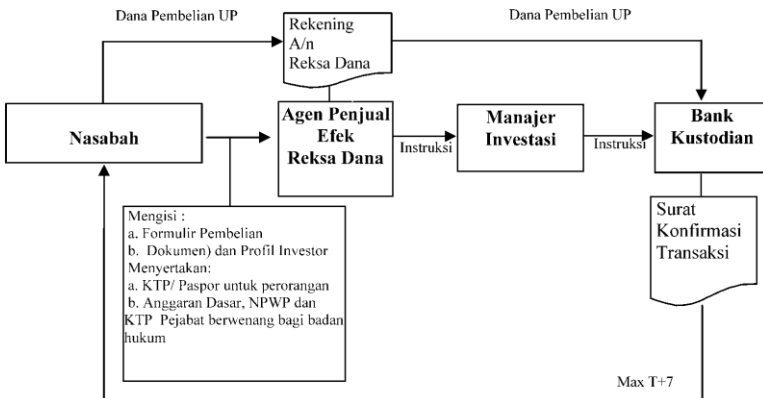 Dana Pembelian UP
Dana Pembelian UP
Rekening
A/n
Reksa Dana
Nasabah
Agen Penjual
Efek
Reksa Dana
Instruksi
Manajer
Investasi
Instruksi
Bank
Kustodian
Mengisi :
a. Formulir Pembelian
b. Dokumen) dan Profil Investor
Menyertakan:
a. KTP/ Paspor untuk perorangan
b. Anggaran Dasar, NPWP dan
KTP Pejabat berwenang bagi badan
hukum
Surat
Konfirmasi
Transaksi
Max T+7